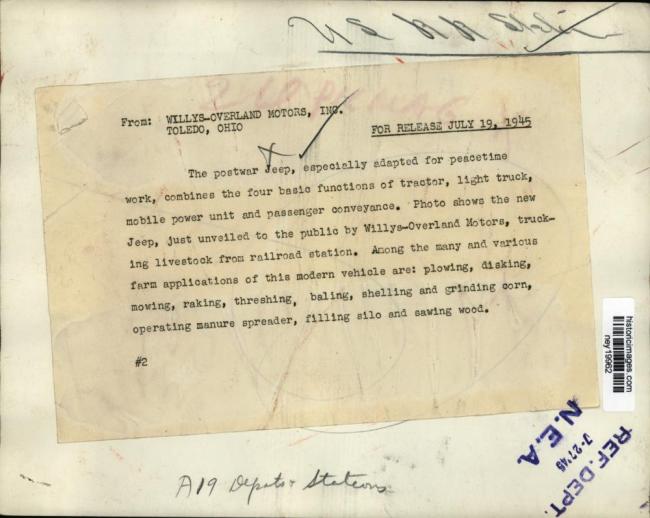 US RR Station
From: WILLYS-OVERLAND MOTORS, INC.
TOLEDO, OHIO
FOR RELEASE JULY 19, 1945
The postwar Jeep, especially adapted for peacetime
work, combines the four basic functions of tractor, light truck,
mobile power unit and passenger conveyance. Photo shows the new
Jeep, just unveiled to the public by Willys-Overland Motors, truck-
ing livestock from railroad station. Among the many and various
farm applications of this modern vehicle are: plowing, disking,
mowing, raking, threshing, baling, shelling and grinding corn,
operating manure spreader, filling silo and sawing wood.
#2
historicimages.com
ney19962
REF. DEPT.
N.E.A.
A19 Depots & Stations